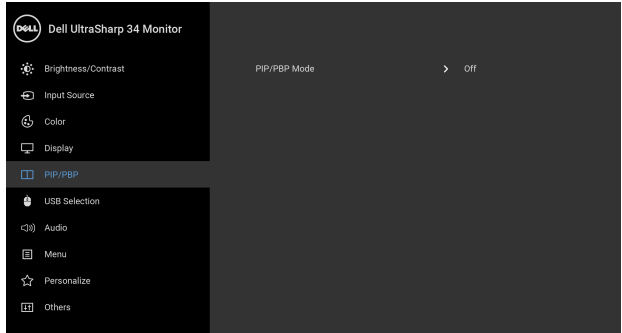 DELL Dell UltraSharp 34 Monitor
Brightness/Contrast
PIP/PBP Mode > Off
Input Source
Color
Display
PIP/PBP
USB Selection
Audio
Menu
Personalize
Others